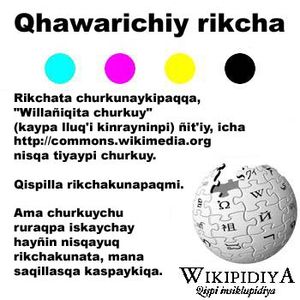 Qhawarichiy rikcha
Rikchata churkunaykipaqqa,
"Willañiqita churkuy"
(kaypa lluq'i kinrayninpi) ñit'iy, icha
http://commons.wikimedia.org
nisqa tiyaypi churkuy.
Qispilla rikchakunapaqmi.
Ama churkuychu
ruraqpa iskaychay
hayñin nisqayuq
rikchakunata, mana
saqillasqa kaspaykiqa.
WIKIPIDIYA
Qispi insiklupidiya